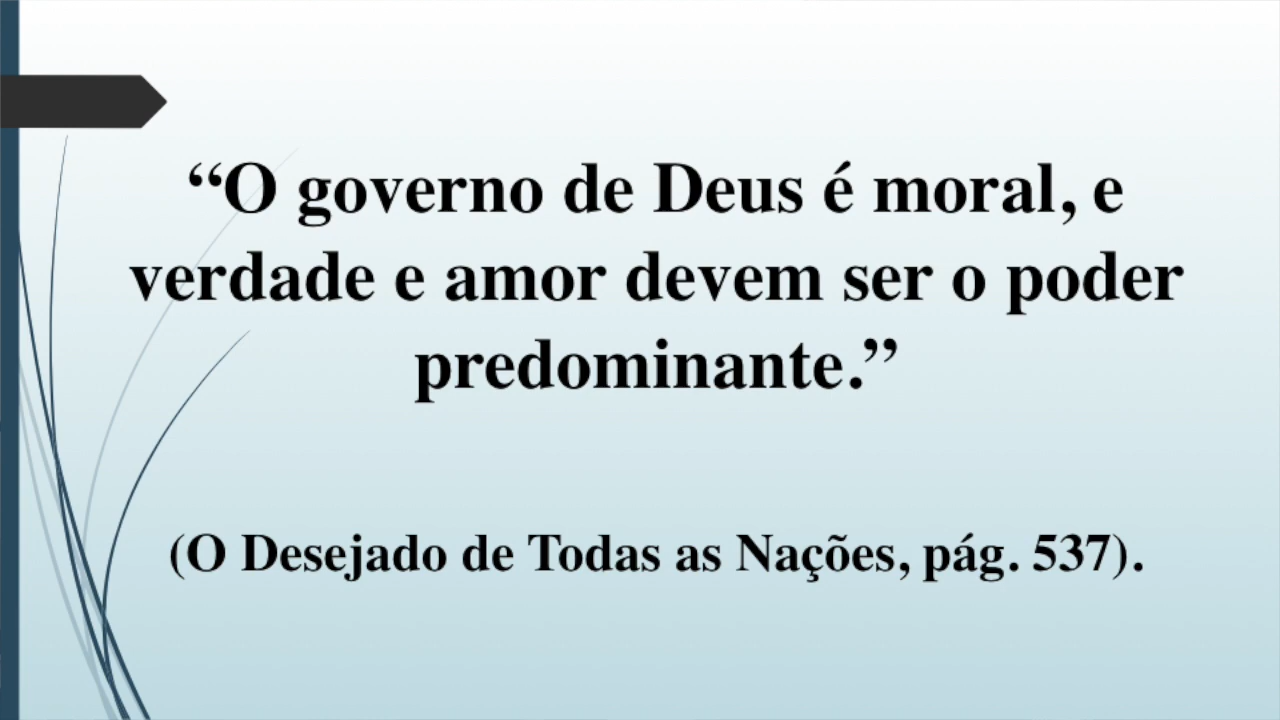 “O governo de Deus é moral, e
verdade e amor devem ser o poder
predominante.”
(O Desejado de Todas as Nações, pág. 537).